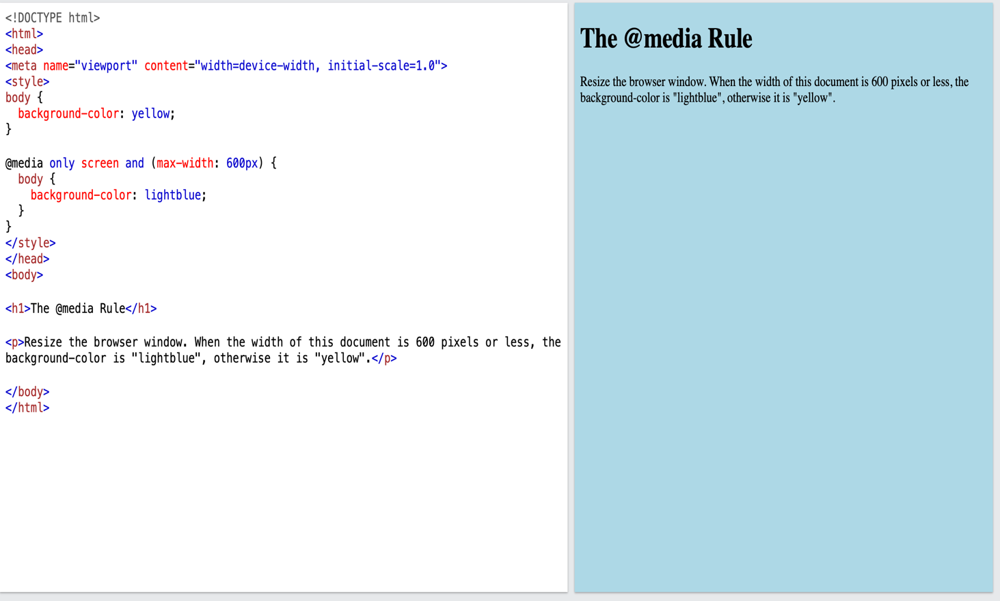 <!DOCTYPE html>
<html>
<head>
<meta name="viewport" content="width=device-width, initial-scale=1.0">
<style>
body {
  background-color: yellow;
}

@media only screen and (max-width: 600px) {
  body {
    background-color: lightblue;
  }
}
</style>
</head>
<body>

<h1>The @media Rule</h1>

<p>Resize the browser window. When the width of this document is 600 pixels or less, the
background-color is "lightblue", otherwise it is "yellow".</p>

</body>
</html>
The @media Rule
Resize the browser window. When the width of this document is 600 pixels or less, the
background-color is "lightblue", otherwise it is "yellow".